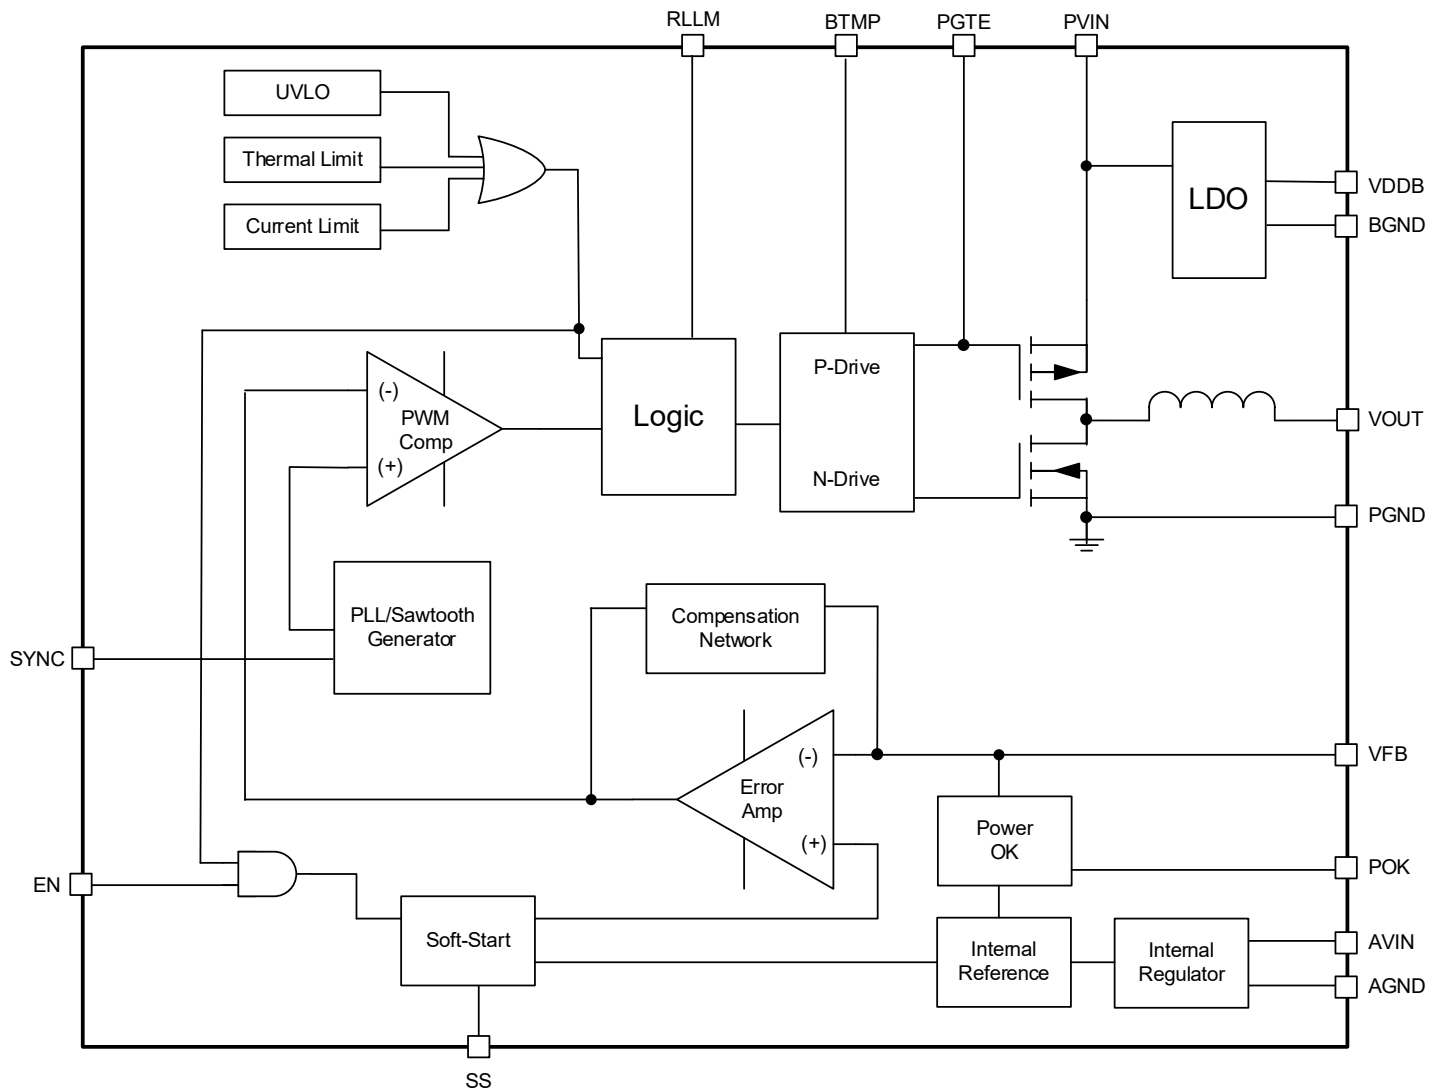 RLLM
BTMP
PGTE
PVIN
UVLO
Thermal Limit
Current Limit
LDO
VDDB
BGND
(-)
PWM
Comp
(+)
Logic
P-Drive
N-Drive
VOUT
PGND
PLL/Sawtooth
Generator
SYNC
Compensation
Network
(-)
Error
Amp
(+)
VFB
Power
OK
POK
EN
Soft-Start
Internal
Reference
Internal
Regulator
AVIN
AGND
SS